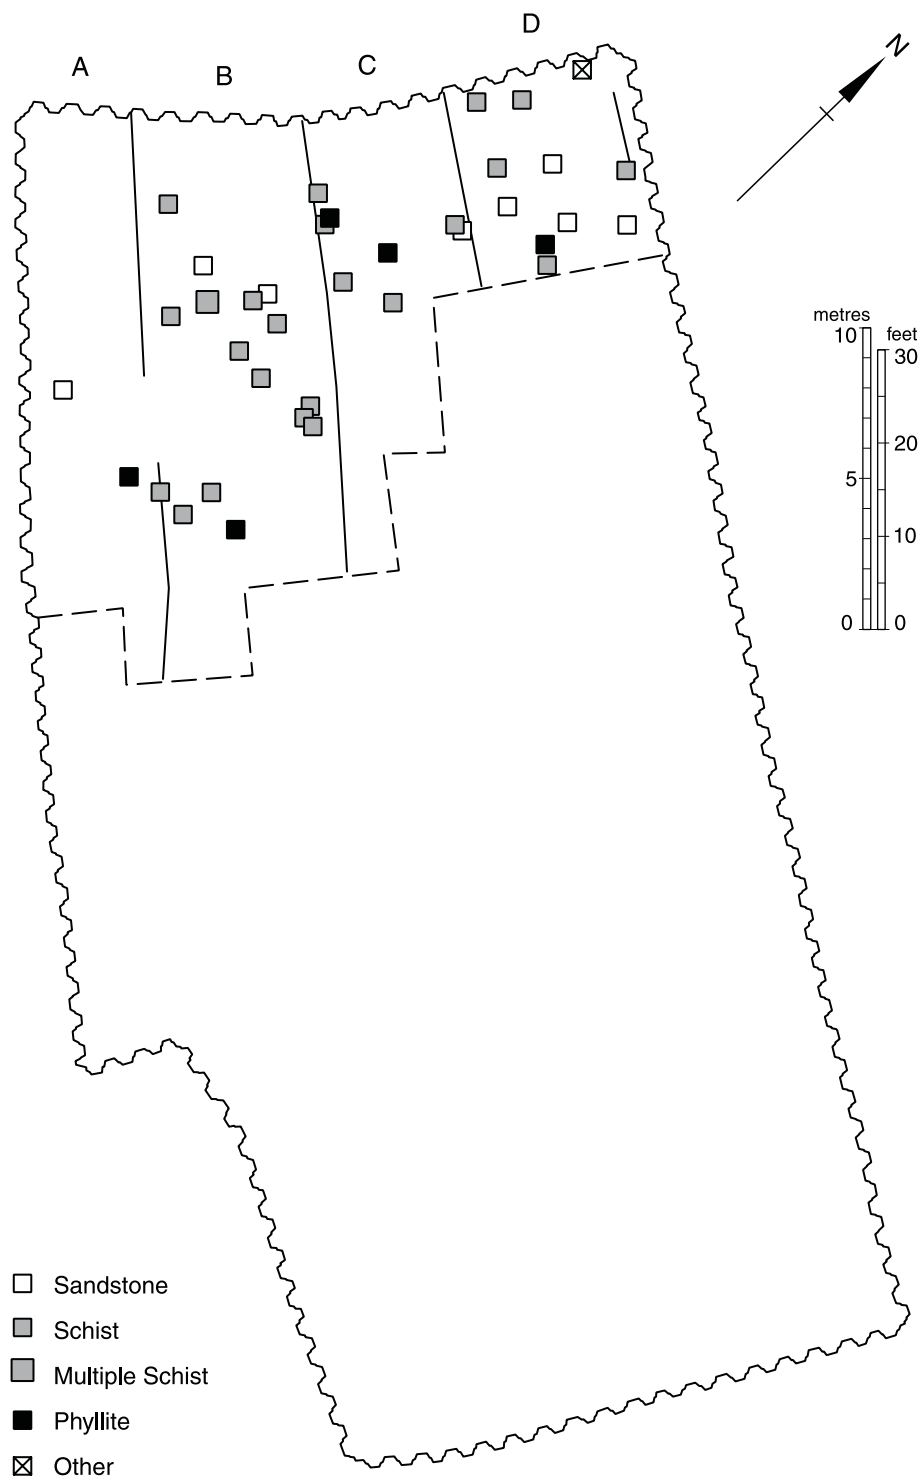 D
N
A
C
B
metres
feet
10
30
20
5
10
0
0
Sandstone
Schist
Multiple Schist
Phyllite
Other